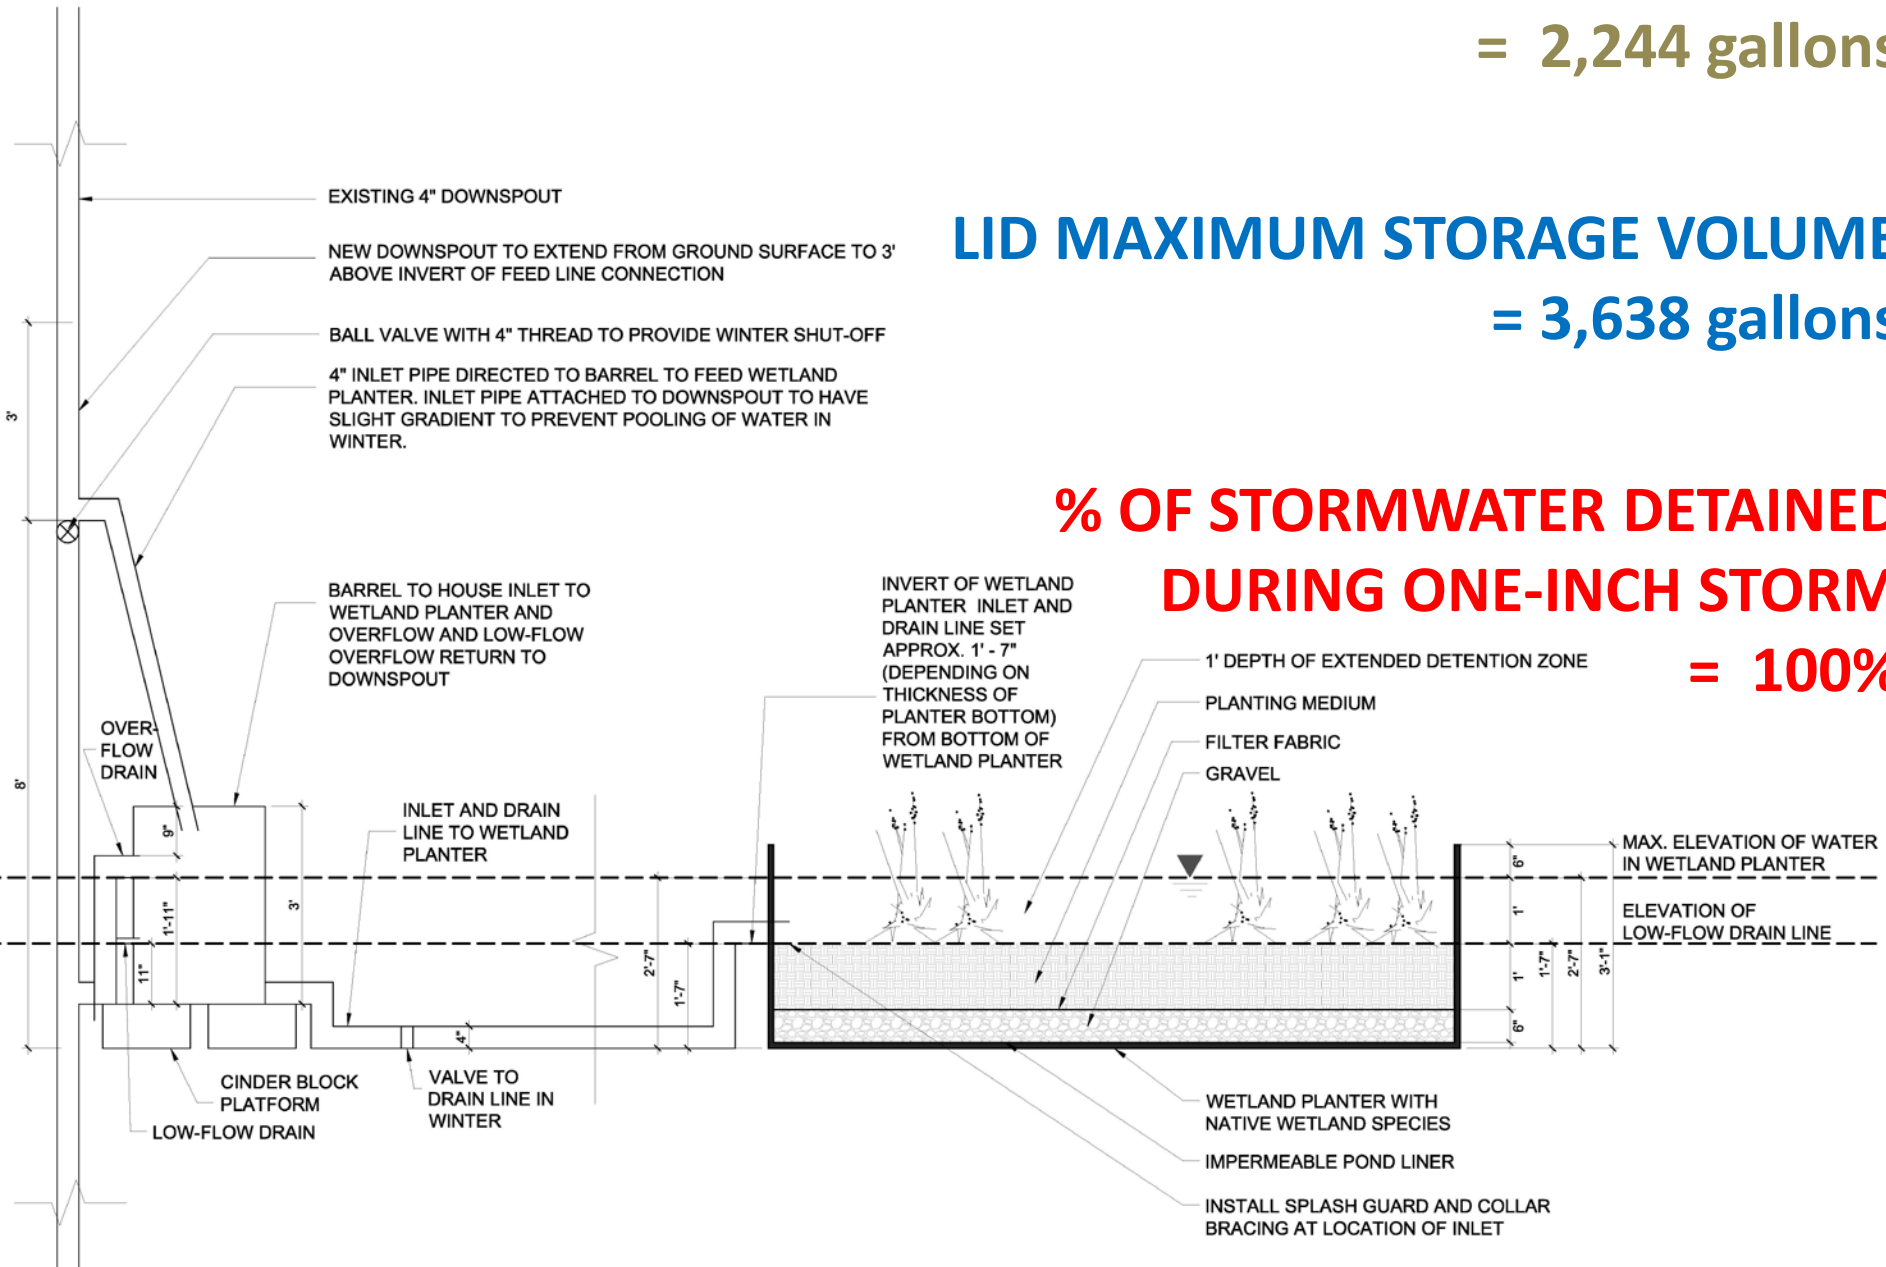 = 2,244 gallons
EXISTING 4" DOWNSPOUT
NEW DOWNSPOUT TO EXTEND FROM GROUND SURFACE TO 3'
ABOVE INVERT OF FEED LINE CONNECTION
LID MAXIMUM STORAGE VOLUME
= 3,638 gallons
BALL VALVE WITH 4" THREAD TO PROVIDE WINTER SHUT-OFF
4" INLET PIPE DIRECTED TO BARREL TO FEED WETLAND
PLANTER. INLET PIPE ATTACHED TO DOWNSPOUT TO HAVE
SLIGHT GRADIENT TO PREVENT POOLING OF WATER IN
WINTER.
3'
8'
% OF STORMWATER DETAINED
DURING ONE-INCH STORM
= 100%
BARREL TO HOUSE INLET TO
WETLAND PLANTER AND
OVERFLOW AND LOW-FLOW
OVERFLOW RETURN TO
DOWNSPOUT
INVERT OF WETLAND
PLANTER INLET AND
DRAIN LINE SET
APPROX. 1' - 7"
(DEPENDING ON
THICKNESS OF
PLANTER BOTTOM)
FROM BOTTOM OF
WETLAND PLANTER
1' DEPTH OF EXTENDED DETENTION ZONE
PLANTING MEDIUM
FILTER FABRIC
GRAVEL
OVER-
FLOW
DRAIN
INLET AND DRAIN
LINE TO WETLAND
PLANTER
9"
1'-11"
11"
3'
4"
2'-7"
1'-7"
6"
1'
1'
6"
1'-7"
2'-7"
3'-1"
MAX. ELEVATION OF WATER
IN WETLAND PLANTER
ELEVATION OF
LOW-FLOW DRAIN LINE
CINDER BLOCK
PLATFORM
LOW-FLOW DRAIN
VALVE TO
DRAIN LINE IN
WINTER
WETLAND PLANTER WITH
NATIVE WETLAND SPECIES
IMPERMEABLE POND LINER
INSTALL SPLASH GUARD AND COLLAR
BRACING AT LOCATION OF INLET